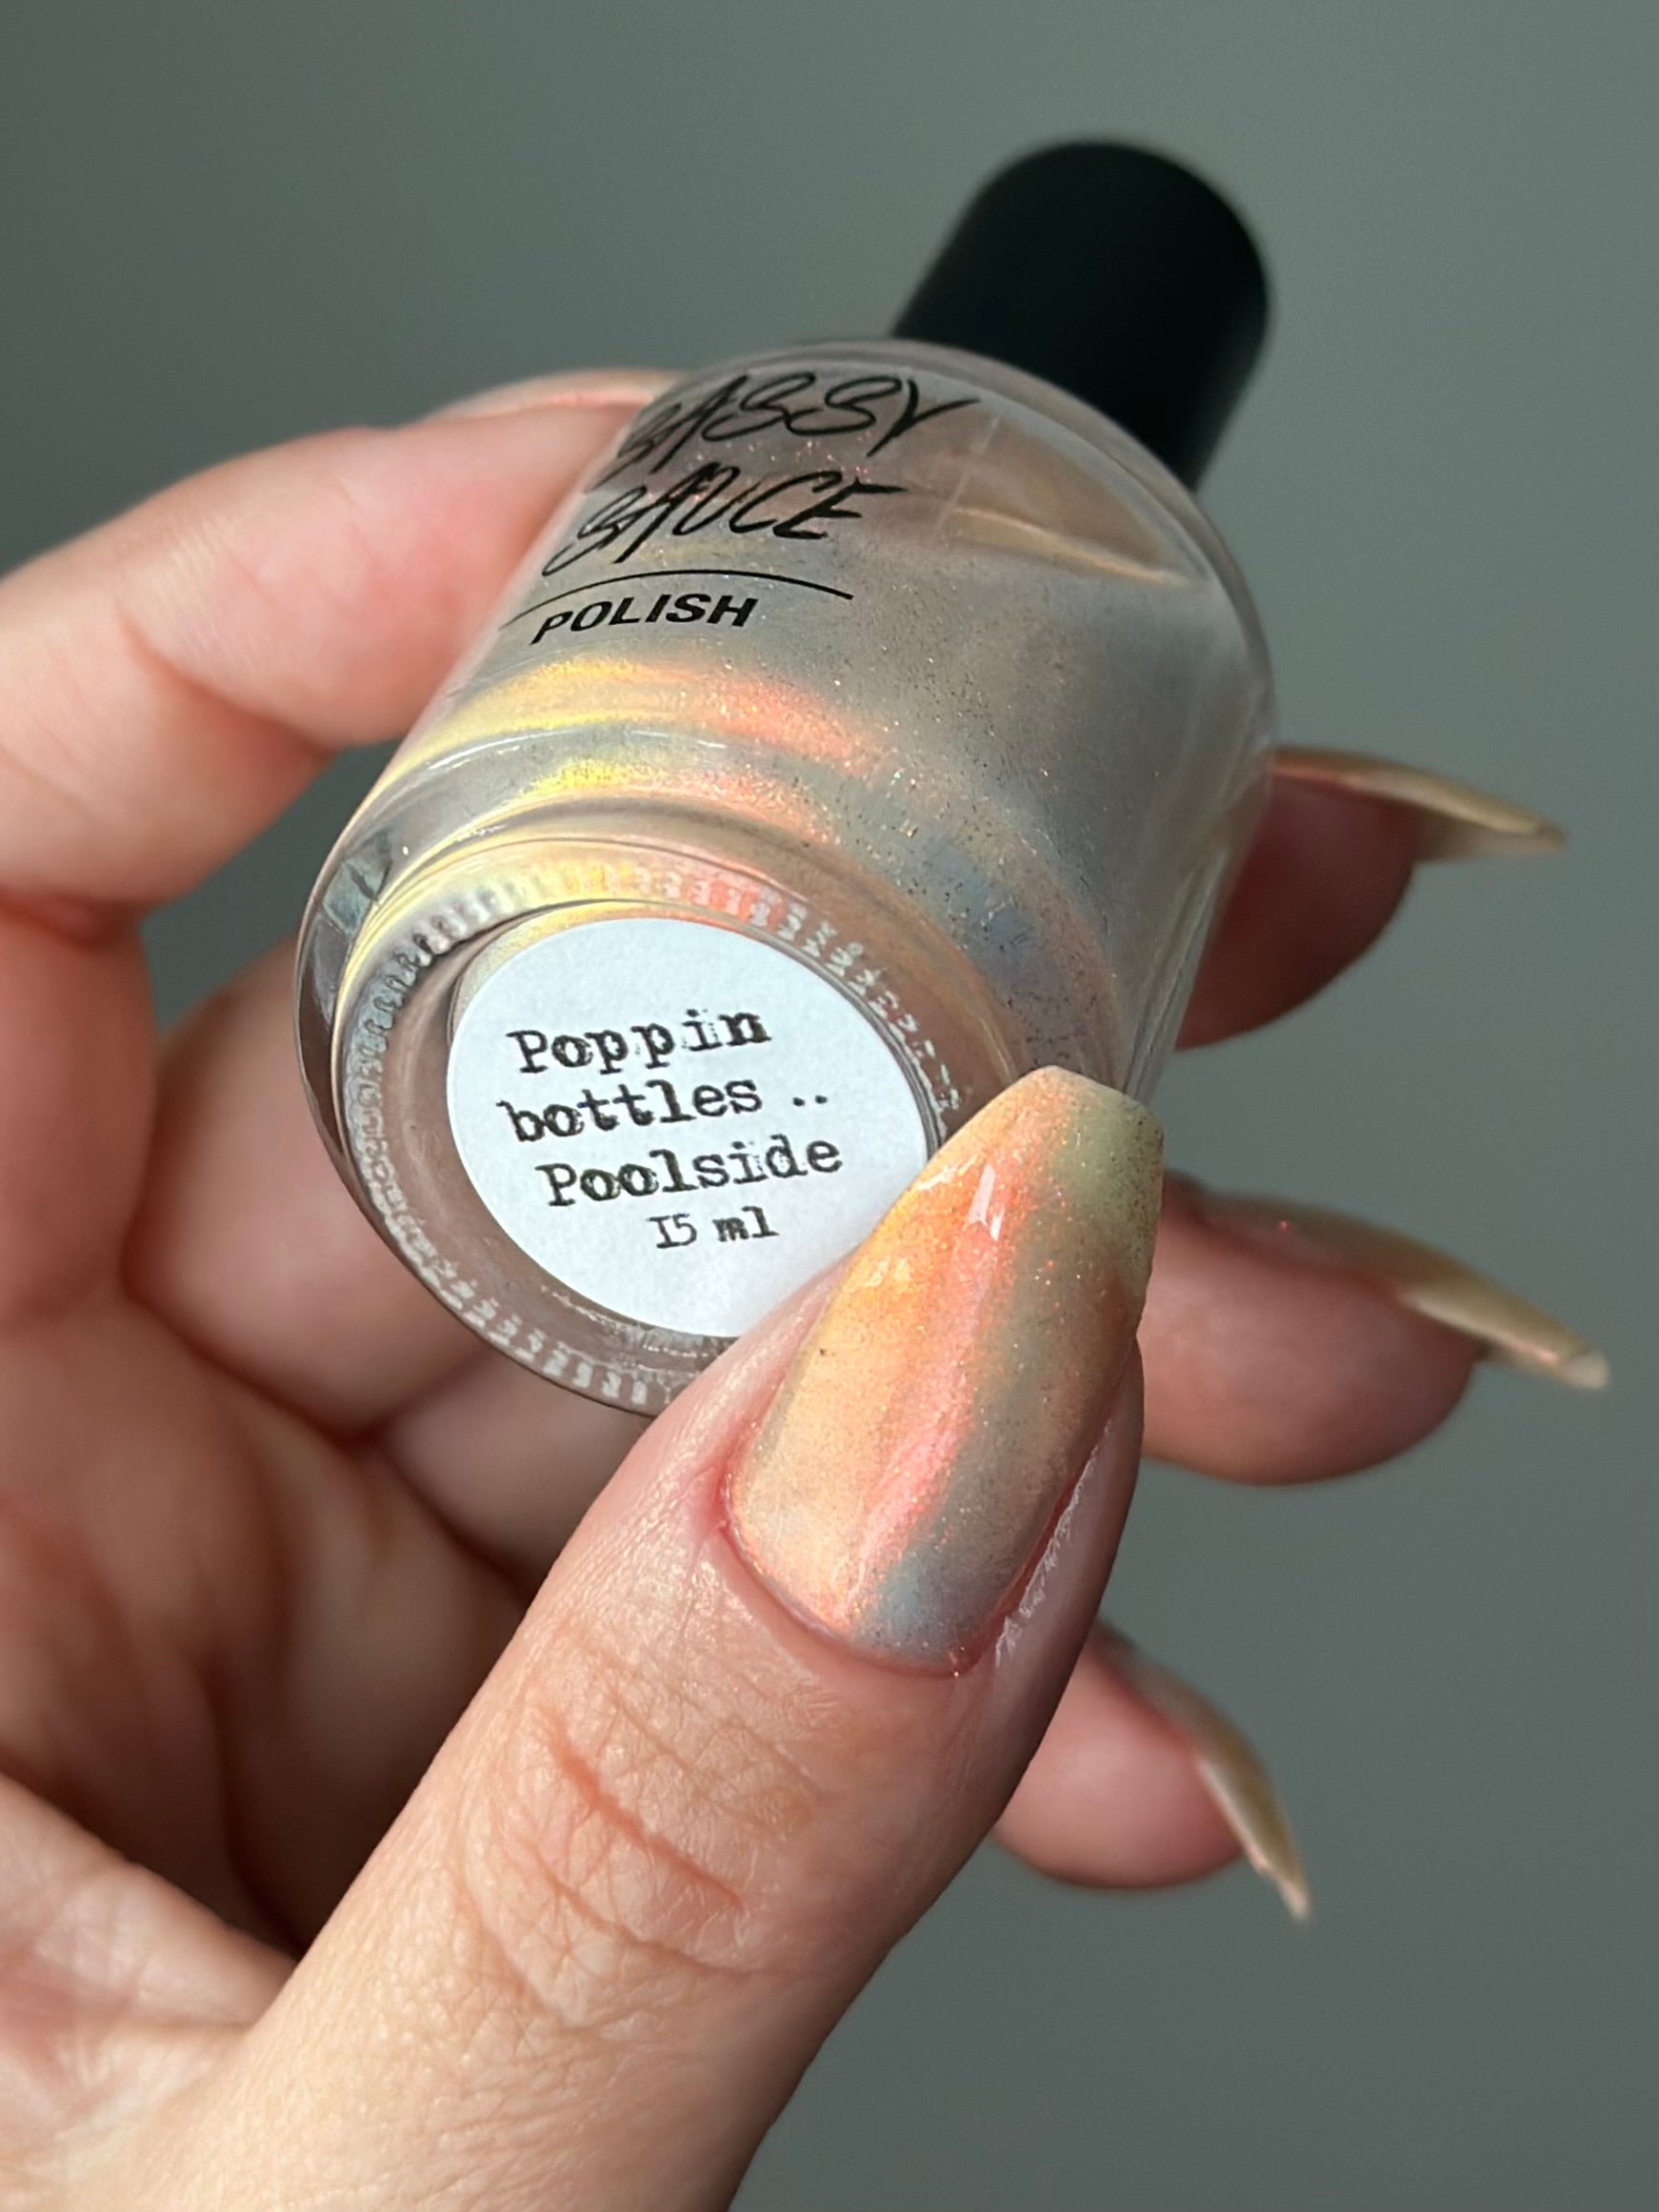 SASSY
SAUCE
POLISH
Poppin
bottles ..
Poolside
15 ml